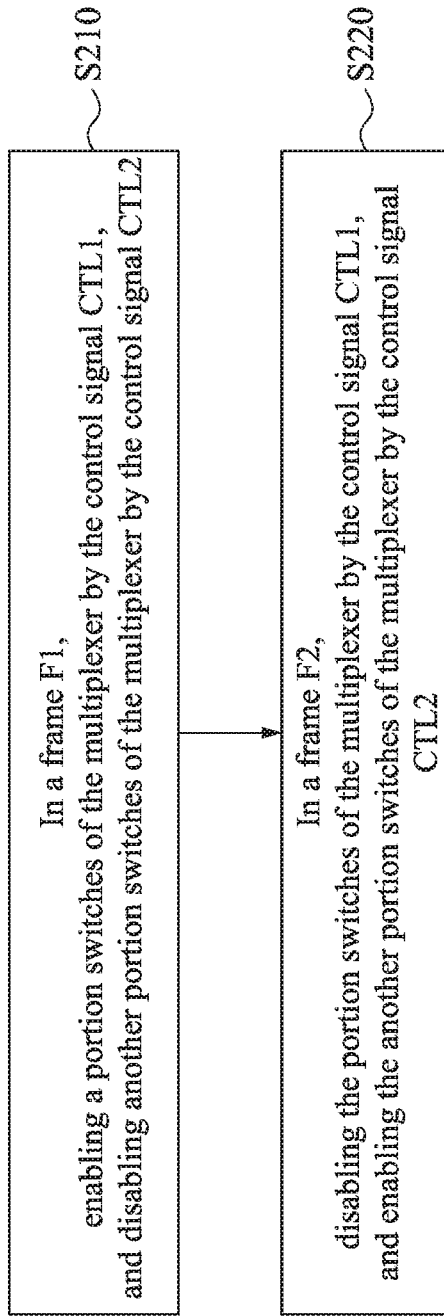 In a frame F1,
enabling a portion switches of the multiplexer by the control signal CTL1,
and disabling another portion switches of the multiplexer by the control signal CTL2
S210
In a frame F2,
disabling the portion switches of the multiplexer by the control signal CTL1,
and enabling the another portion switches of the multiplexer by the control signal
CTL2
S220